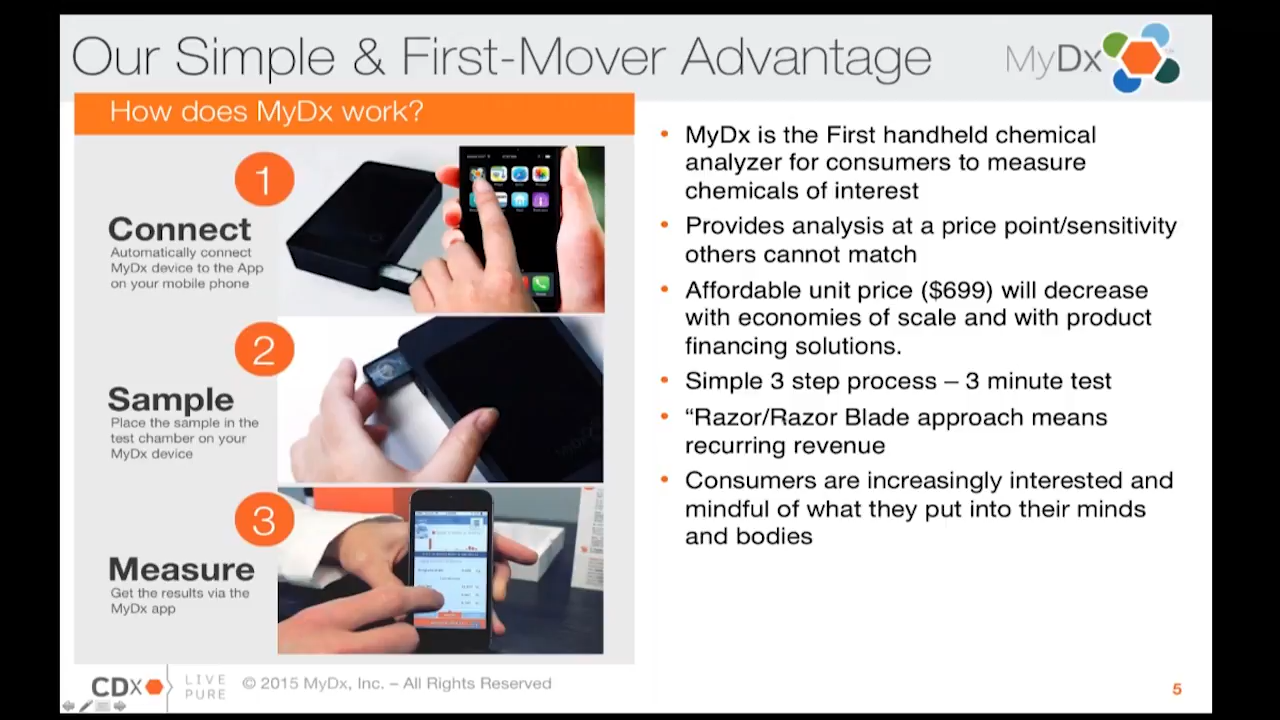 Our Simple & First-Mover Advantage
MyDx
How does MyDx work?
1
Connect
Automatically connect
MyDx device to the App
on your mobile phone
2
Sample
Place the sample in the
test chamber on your
MyDx device
3
Measure
Get the results via the
MyDx app
• MyDx is the First handheld chemical
analyzer for consumers to measure
chemicals of interest
• Provides analysis at a price point/sensitivity
others cannot match
• Affordable unit price ($699) will decrease
with economies of scale and with product
financing solutions.
• Simple 3 step process – 3 minute test
• “Razor/Razor Blade approach means
recurring revenue
• Consumers are increasingly interested and
mindful of what they put into their minds
and bodies
CDx
LIVE
PURE
© 2015 MyDx, Inc. – All Rights Reserved
5